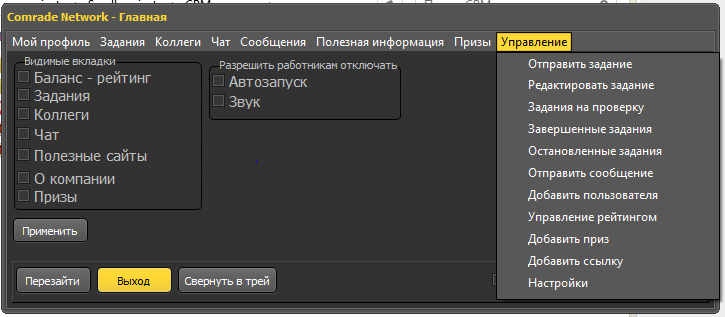 Comrade Network - Главная
Мой профиль Задания Коллеги Чат Сообщения Полезная информация Призы Управление
Видимые вкладки
Баланс - рейтинг
Задания
Коллеги
Чат
Полезные сайты
О компании
Призы
Применить
Разрешить работникам отключать
Автозапуск
Звук
Отправить задание
Редактировать задание
Задания на проверку
Завершенные задания
Остановленные задания
Отправить сообщение
Добавить пользователя
Управление рейтингом
Добавить приз
Добавить ссылку
Настройки
Перезайти Выход Свернуть в трей